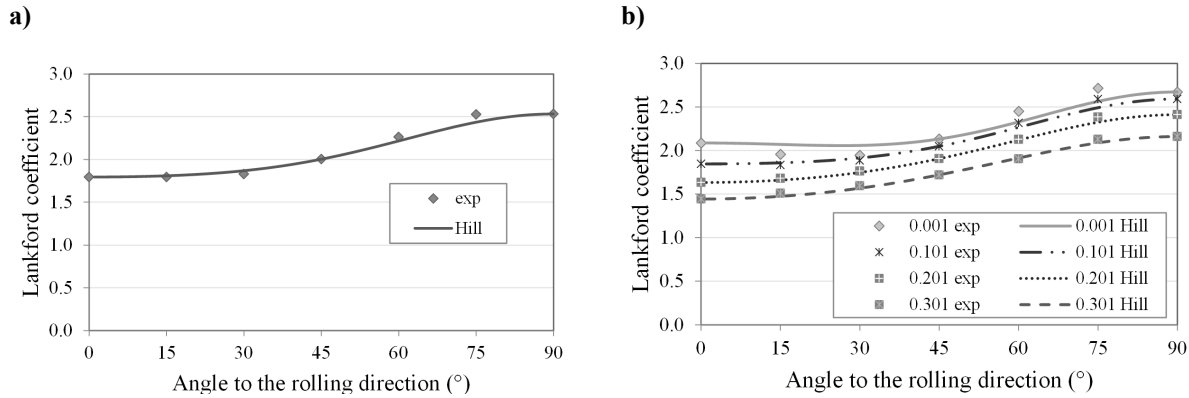 a)
3.0
2.5
2.0
1.5
1.0
0.5
0.0
Lankford coefficient
exp
Hill
0 15 30 45 60 75 90
Angle to the rolling direction (°)
b)
3.0
2.5
2.0
1.5
1.0
0.5
0.0
Lankford coefficient
0.001 exp 0.001 Hill
0.101 exp 0.101 Hill
0.201 exp 0.201 Hill
0.301 exp 0.301 Hill
0 15 30 45 60 75 90
Angle to the rolling direction (°)